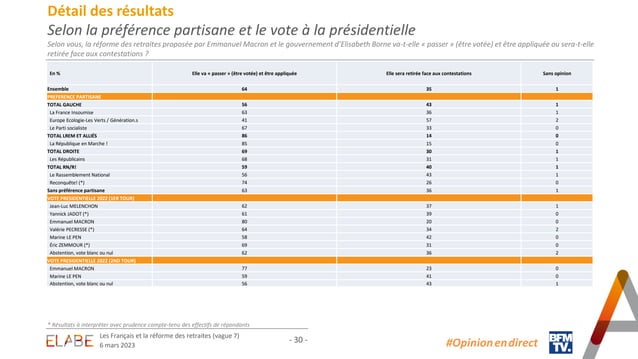 Détail des résultats
Selon la préférence partisane et le vote à la présidentielle
Selon vous, la réforme des retraites proposée par Emmanuel Macron et le gouvernement d'Elisabeth Borne va-t-elle « passer » (être votée) et être appliquée ou sera-t-elle
retirée face aux contestations ?
En % Elle va « passer » (être votée) et être appliquée Elle sera retirée face aux contestations Sans opinion
Ensemble 64 35 1
PREFERENCE PARTISANE
TOTAL GAUCHE 56 43 1
La France Insoumise 63 36 1
Europe Ecologie-Les Verts / Génération.s 41 57 2
Le Parti socialiste 67 33 0
TOTAL LREM ET ALLIÉS 86 14 0
La République en Marche ! 85 15 0
TOTAL DROITE 69 30 1
Les Républicains 68 31 1
TOTAL RN/R! 59 40 1
Le Rassemblement National 56 43 1
Reconquête! (*) 74 26 0
Sans préférence partisane 63 36 1
VOTE PRESIDENTIELLE 2022 (1ER TOUR)
Jean-Luc MELENCHON 62 37 1
Yannick JADOT (*) 61 39 0
Emmanuel MACRON 80 20 0
Valérie PECRESSE (*) 64 34 2
Marine LE PEN 58 42 0
Éric ZEMMOUR (*) 69 31 0
Abstention, vote blanc ou nul 62 36 2
VOTE PRESIDENTIELLE 2022 (2ND TOUR)
Emmanuel MACRON 77 23 0
Marine LE PEN 59 41 0
Abstention, vote blanc ou nul 56 43 1
* Résultats à interpréter avec prudence compte-tenu des effectifs de répondants
ELABE
Les Français et la réforme des retraites (vague 7)
6 mars 2023
- 30 -
#Opinion en direct
BFM
TV.